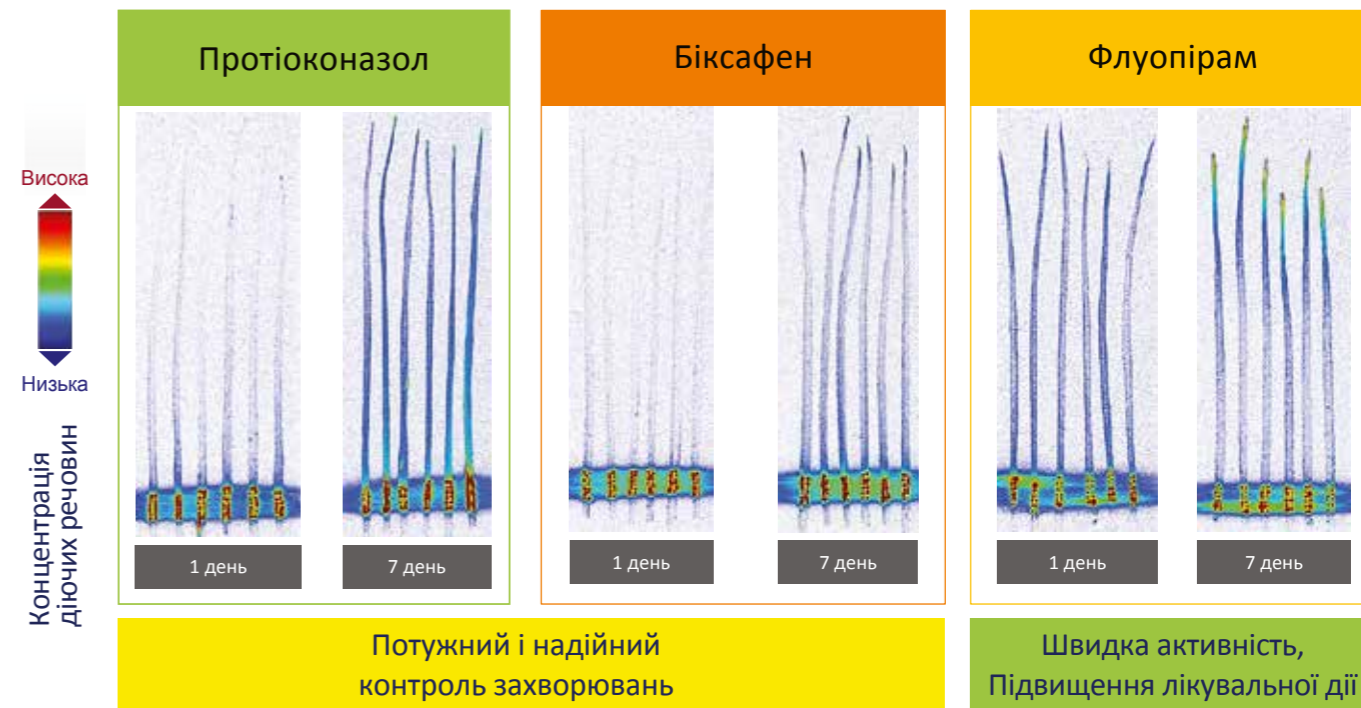 Протіоконазол
Біксафен
Флуопірам
Висока
Низька
Концентрація
діючих речовин
1 день
7 день
1 день
7 день
1 день
7 день
Потужний і надійний
контроль захворювань
Швидка активність,
Підвищення лікувальної дії